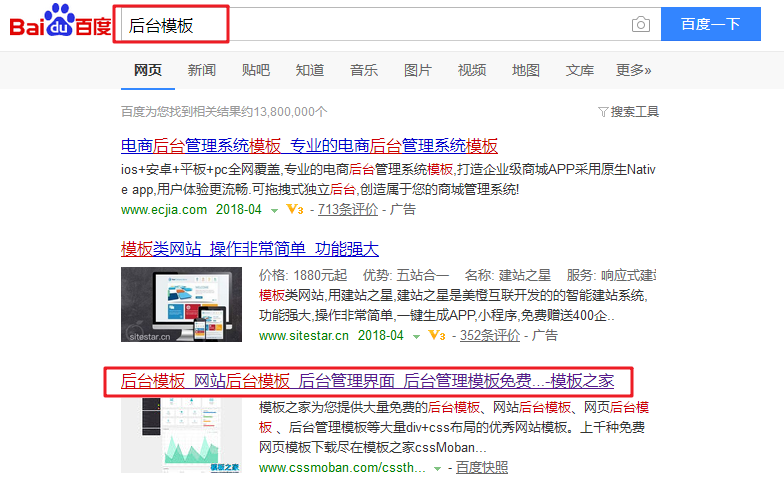 Bai du 百度 后台模板 百度一下
网页 新闻 贴吧 知道 音乐 图片 视频 地图 文库 更多»
百度为您找到相关结果约13,800,000个 搜索工具
电商后台管理系统模板 专业的电商后台管理系统模板
ios+安卓+平板+pc全网覆盖,专业的电商后台管理系统模板,打造企业级商城APP采用原生Nativ
e app,用户体验更流畅.可拖拽式独立后台,创造属于您的商城管理系统!
www.ecjia.com 2018-04 V3 - 713条评价 - 广告
模板类网站 操作非常简单 功能强大
价格: 1880元起 优势: 五站合一 名称: 建站之星 服务: 响应式建
模板类网站,用建站之星,建站之星是美橙互联开发的的智能建站系统,
功能强大,操作非常简单,一键生成APP,小程序,免费赠送400企..
sitestar.cn
www.sitestar.cn 2018-04 V3 - 352条评价 - 广告
后台模板 网站后台模板 后台管理界面 后台管理模板免费...-模板之家
模板之家为您提供大量免费的后台模板、网站后台模板、网页后台模
板 、后台管理模板等大量div+css布局的优秀网站模板。上千种免费
网页模板下载尽在模板之家cssMoban...
模板之家
www.cssmoban.com/cssth... - 百度快照